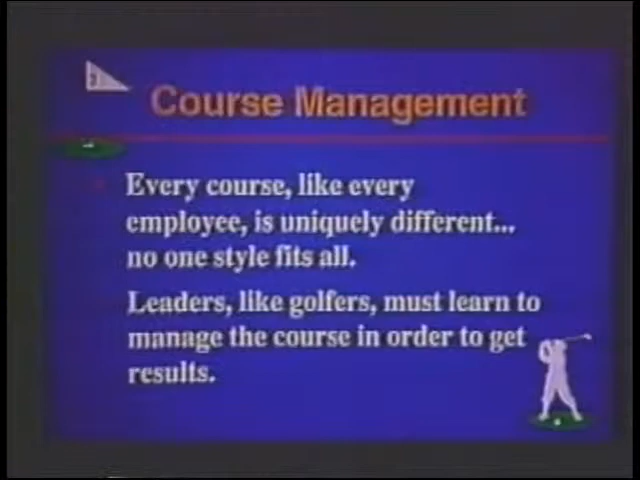 Course Management
Every course, like every
employee, is uniquely different...
no one style fits all.
Leaders, like golfers, must learn to
manage the course in order to get
results.